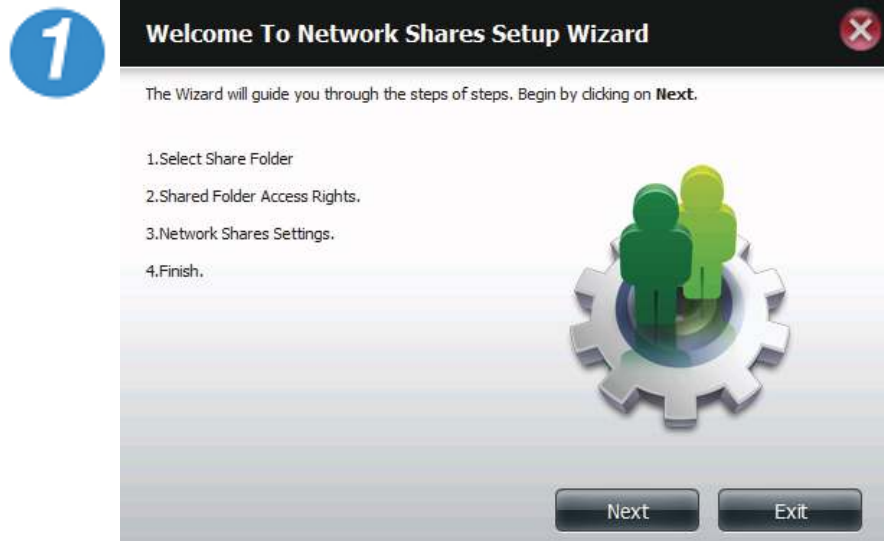 1
Welcome To Network Shares Setup Wizard
The Wizard will guide you through the steps of steps. Begin by clicking on Next.
1.Select Share Folder
2.Shared Folder Access Rights.
3.Network Shares Settings.
4.Finish.
Next Exit